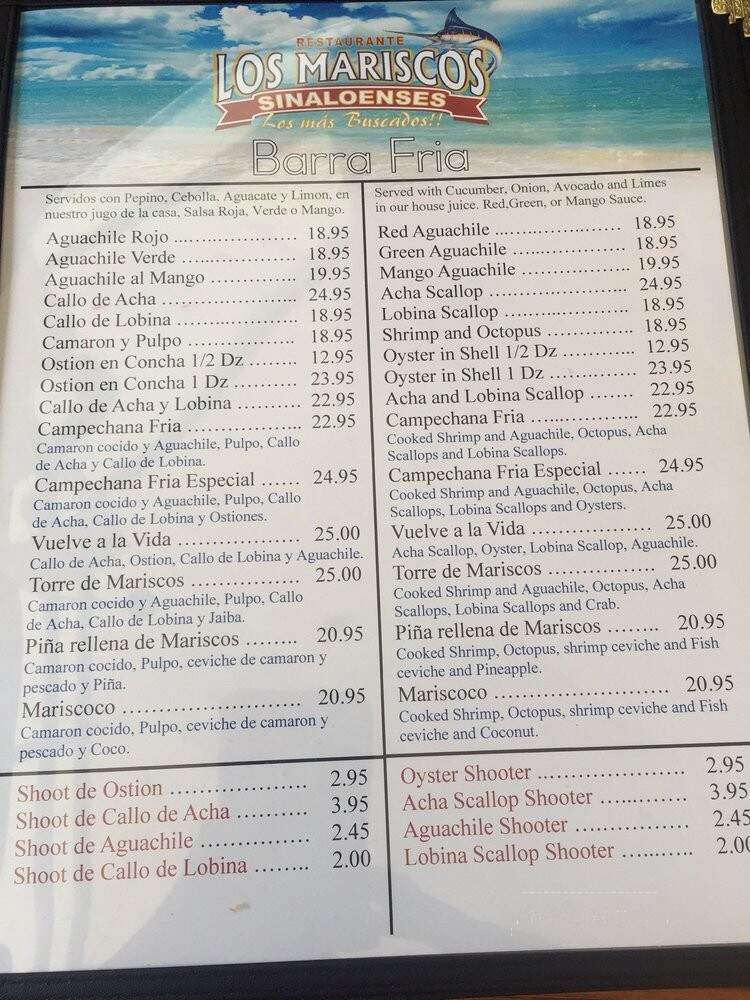 RESTAURANTE
LOS MARISCOS
SINALOENSES
Los más Buscados!!
Barra Fria
Servidos con Pepino, Cebolla, Aguacate y Limon, en
nuestro jugo de la casa, Salsa Roja, Verde o Mango.
Aguachile Rojo .................. 18.95
Aguachile Verde .................. 18.95
Aguachile al Mango .............. 19.95
Callo de Acha ..................... 24.95
Callo de Lobina ................... 18.95
Camaron y Pulpo ................. 18.95
Ostion en Concha 1/2 Dz ........ 12.95
Ostion en Concha 1 Dz .......... 23.95
Callo de Acha y Lobina .......... 22.95
Campechana Fria ................. 22.95
Camaron cocido y Aguachile, Pulpo, Callo
de Acha y Callo de Lobina.
Campechana Fria Especial ...... 24.95
Camaron cocido y Aguachile, Pulpo, Callo
de Acha, Callo de Lobina y Ostiones.
Vuelve a la Vida .................. 25.00
Callo de Acha, Ostion, Callo de Lobina y Aguachile.
Torre de Mariscos ................ 25.00
Camaron cocido y Aguachile, Pulpo, Callo
de Acha, Callo de Lobina y Jaiba.
Piña rellena de Mariscos ........ 20.95
Camaron cocido, Pulpo, ceviche de camaron y
pescado y Piña.
Mariscoco .......................... 20.95
Camaron cocido, Pulpo, ceviche de camaron y
pescado y Coco.
Shoot de Ostion .................... 2.95
Shoot de Callo de Acha .......... 3.95
Shoot de Aguachile ............... 2.45
Shoot de Callo de Lobina ........ 2.00
Served with Cucumber, Onion, Avocado and Limes
in our house juice. Red,Green, or Mango Sauce.
Red Aguachile .................... 18.95
Green Aguachile ................. 18.95
Mango Aguachile ................ 19.95
Acha Scallop ..................... 24.95
Lobina Scallop ................... 18.95
Shrimp and Octopus ............. 18.95
Oyster in Shell 1/2 Dz ........... 12.95
Oyster in Shell 1 Dz ............. 23.95
Acha and Lobina Scallop ....... 22.95
Campechana Fria ................. 22.95
Cooked Shrimp and Aguachile, Octopus, Acha
Scallops and Lobina Scallops.
Campechana Fria Especial ...... 24.95
Cooked Shrimp and Aguachile, Octopus, Acha
Scallops, Lobina Scallops and Oysters.
Vuelve a la Vida .................. 25.00
Acha Scallop, Oyster, Lobina Scallop, Aguachile.
Torre de Mariscos ................ 25.00
Cooked Shrimp and Aguachile, Octopus, Acha
Scallops, Lobina Scallops and Crab.
Piña rellena de Mariscos ........ 20.95
Cooked Shrimp, Octopus, shrimp ceviche and Fish
ceviche and Pineapple.
Mariscoco .......................... 20.95
Cooked Shrimp, Octopus, shrimp ceviche and Fish
ceviche and Coconut.
Oyster Shooter ...................... 2.95
Acha Scallop Shooter ............. 3.95
Aguachile Shooter ................. 2.45
Lobina Scallop Shooter ........... 2.00